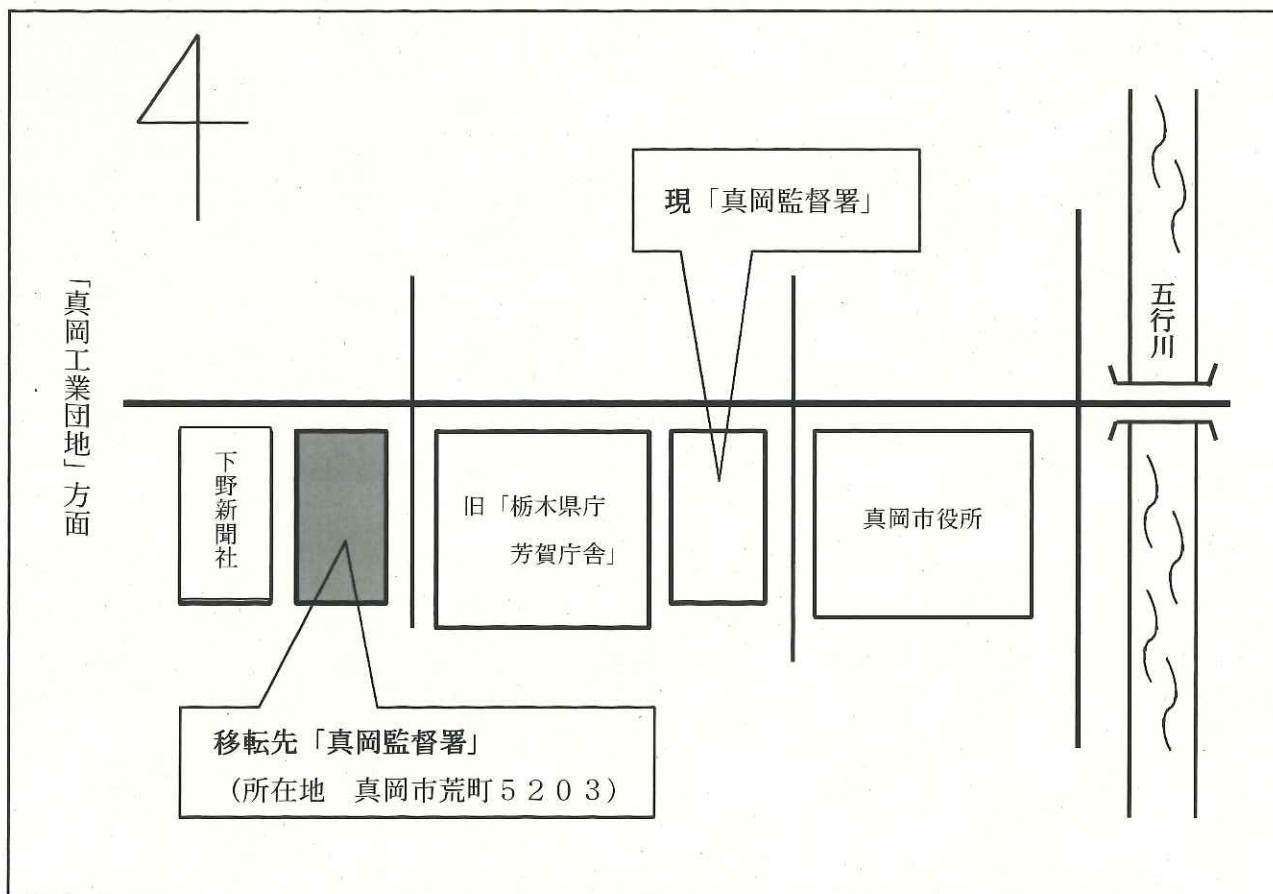 現「真岡監督署」
五行川
「真岡工業団地」方面
下野新聞社
旧「栃木県庁
芳賀庁舎」
真岡市役所
移転先「真岡監督署」
（所在地　真岡市荒町５２０３）